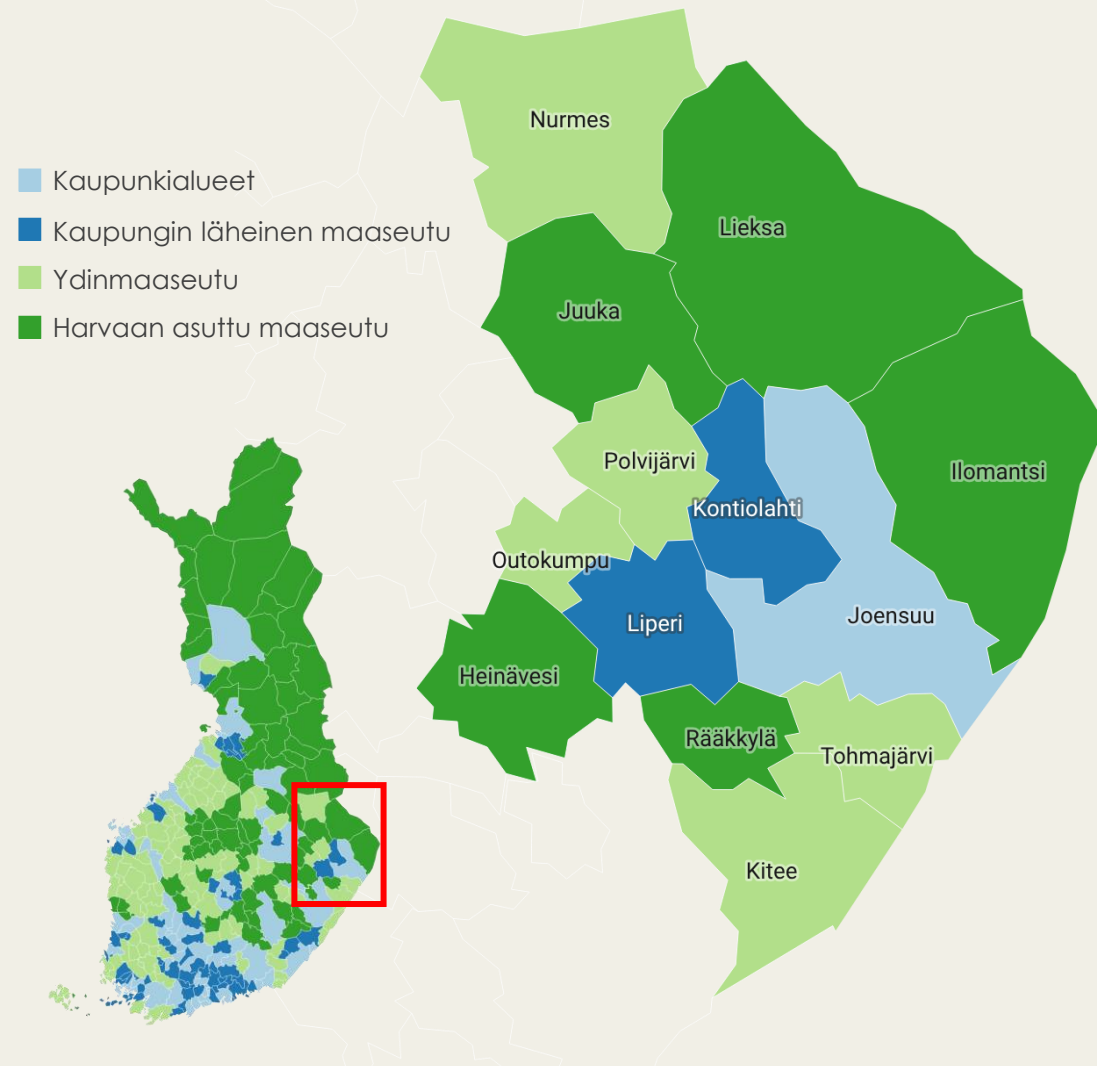 Kaupunkialueet
Kaupungin läheinen maaseutu
Ydinmaaseutu
Harvaan asuttu maaseutu
Nurmes
Lieksa
Juuka
Polvijärvi
Ilomantsi
Kontiolahti
Outokumpu
Liperi
Joensuu
Heinävesi
Rääkkylä
Tohmajärvi
Kitee